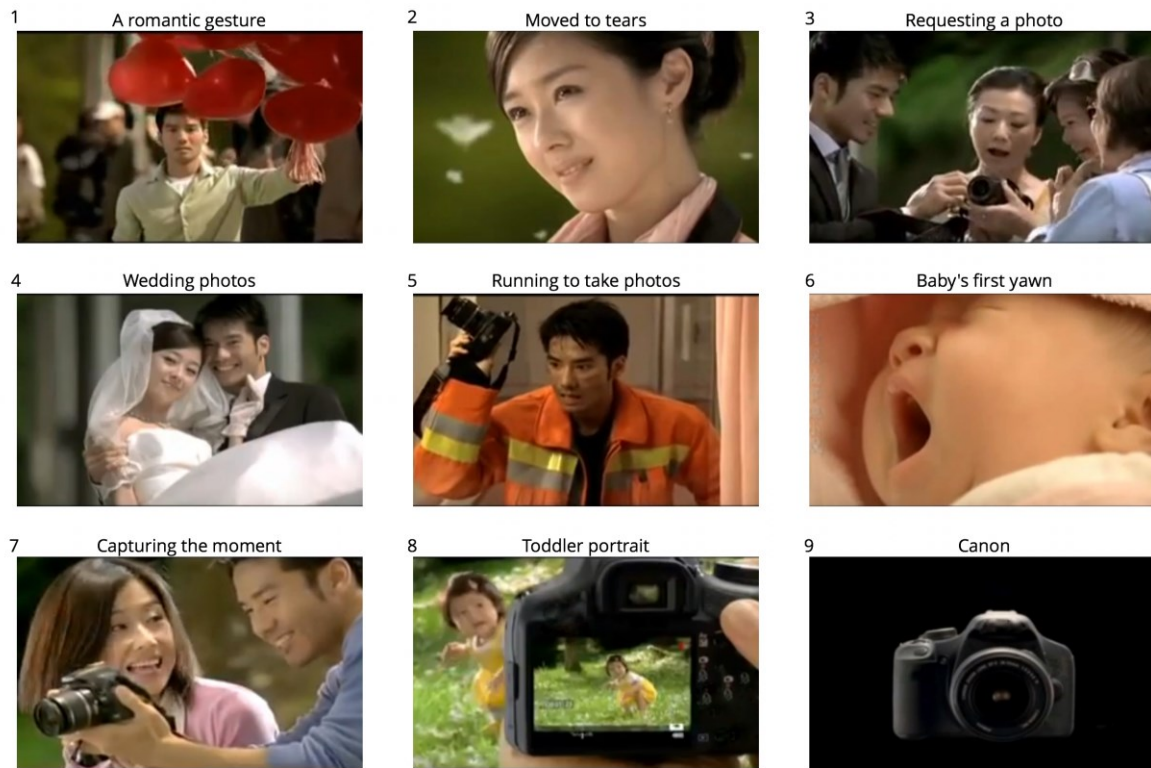 1 A romantic gesture
2 Moved to tears
3 Requesting a photo
4 Wedding photos
5 Running to take photos
6 Baby's first yawn
7 Capturing the moment
8 Toddler portrait
9 Canon